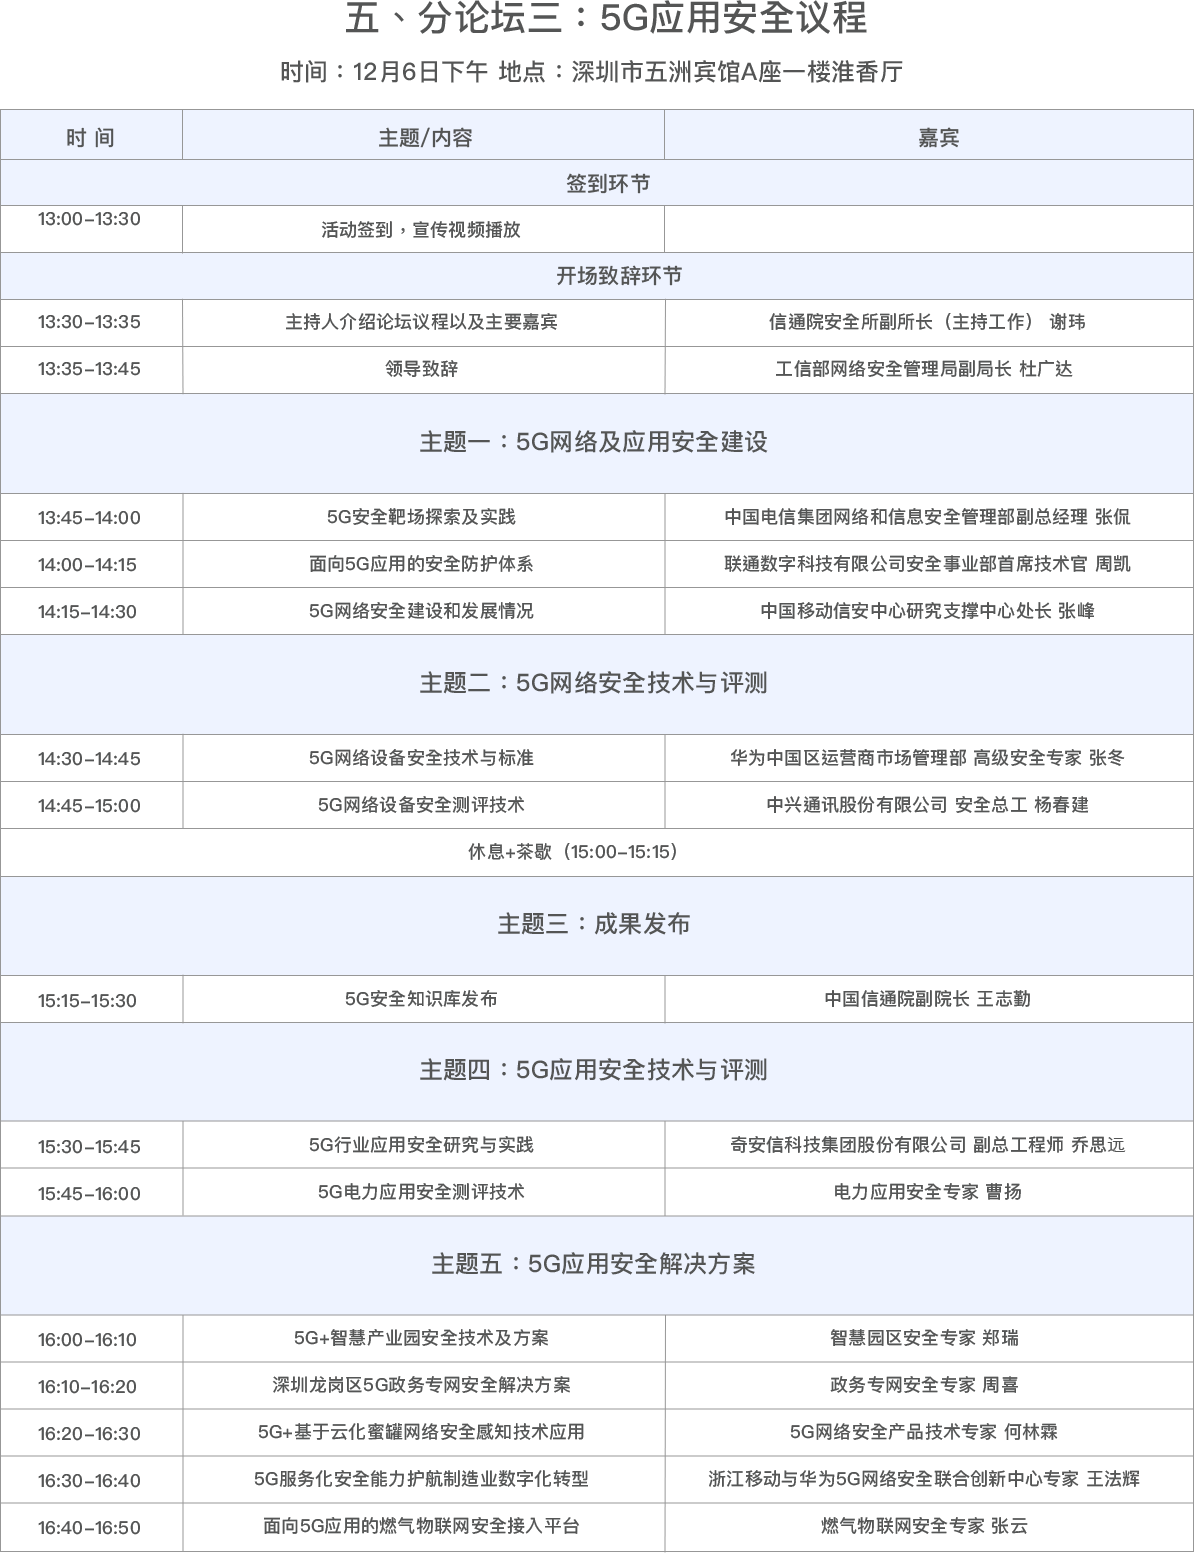 五、分论坛三：5G应用安全议程
时间：12月6日下午 地点：深圳市五洲宾馆A座一楼淮香厅
时 间 主题/内容 嘉宾
签到环节
13:00-13:30 活动签到，宣传视频播放
开场致辞环节
13:30-13:35 主持人介绍论坛议程以及主要嘉宾 信通院安全所副所长（主持工作） 谢玮
13:35-13:45 领导致辞 工信部网络安全管理局副局长 杜广达
主题一：5G网络及应用安全建设
13:45-14:00 5G安全靶场探索及实践 中国电信集团网络和信息安全管理部副总经理 张侃
14:00-14:15 面向5G应用的安全防护体系 联通数字科技有限公司安全事业部首席技术官 周凯
14:15-14:30 5G网络安全建设和发展情况 中国移动信安中心研究支撑中心处长 张峰
主题二：5G网络安全技术与评测
14:30-14:45 5G网络设备安全技术与标准 华为中国区运营商市场管理部 高级安全专家 张冬
14:45-15:00 5G网络设备安全测评技术 中兴通讯股份有限公司 安全总工 杨春建
休息+茶歇（15:00-15:15）
主题三：成果发布
15:15-15:30 5G安全知识库发布 中国信通院副院长 王志勤
主题四：5G应用安全技术与评测
15:30-15:45 5G行业应用安全研究与实践 奇安信科技集团股份有限公司 副总工程师 乔思远
15:45-16:00 5G电力应用安全测评技术 电力应用安全专家 曹扬
主题五：5G应用安全解决方案
16:00-16:10 5G+智慧产业园安全技术及方案 智慧园区安全专家 郑瑞
16:10-16:20 深圳龙岗区5G政务专网安全解决方案 政务专网安全专家 周喜
16:20-16:30 5G+基于云化蜜罐网络安全感知技术应用 5G网络安全产品技术专家 何林霖
16:30-16:40 5G服务化安全能力护航制造业数字化转型 浙江移动与华为5G网络安全联合创新中心专家 王法辉
16:40-16:50 面向5G应用的燃气物联网安全接入平台 燃气物联网安全专家 张云